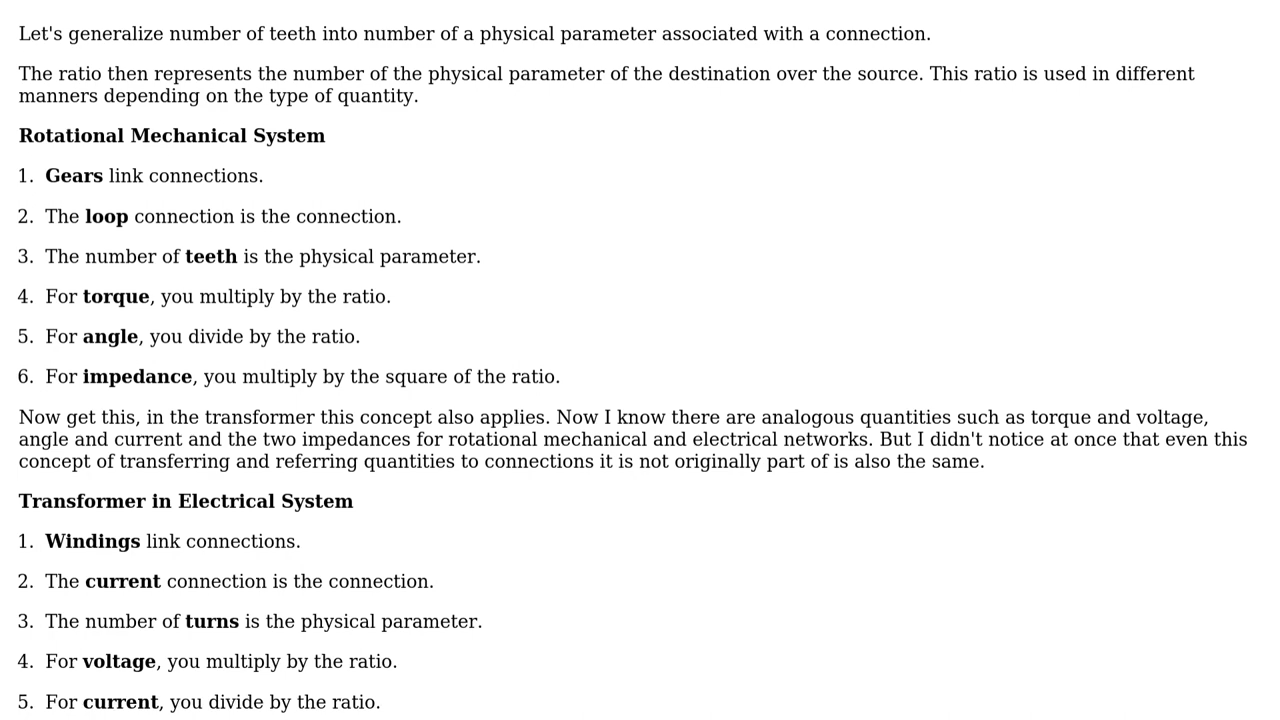 Let's generalize number of teeth into number of a physical parameter associated with a connection.
The ratio then represents the number of the physical parameter of the destination over the source. This ratio is used in different
manners depending on the type of quantity.
Rotational Mechanical System
1. Gears link connections.
2. The loop connection is the connection.
3. The number of teeth is the physical parameter.
4. For torque, you multiply by the ratio.
5. For angle, you divide by the ratio.
6. For impedance, you multiply by the square of the ratio.
Now get this, in the transformer this concept also applies. Now I know there are analogous quantities such as torque and voltage,
angle and current and the two impedances for rotational mechanical and electrical networks. But I didn't notice at once that even this
concept of transferring and referring quantities to connections it is not originally part of is also the same.
Transformer in Electrical System
1. Windings link connections.
2. The current connection is the connection.
3. The number of turns is the physical parameter.
4. For voltage, you multiply by the ratio.
5. For current, you divide by the ratio.